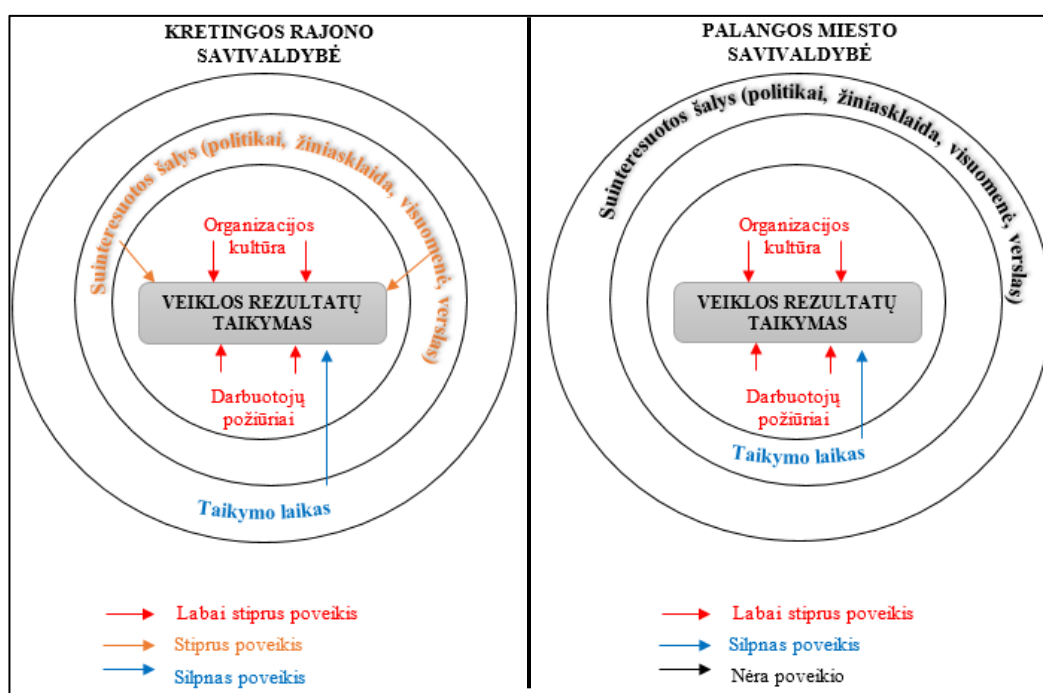 KRETINGOS RAJONO
SAVIVALDYBĖ
Suinteresuotos šalys (politikai, žiniasklaida, visuomenė, verslas)
Organizacijos
kultūra
VEIKLOS REZULTATŲ
TAIKYMAS
Darbuotojų
požiūriai
Taikymo laikas
Labai stiprus poveikis
Stiprus poveikis
Silpnas poveikis
PALANGOS MIESTO
SAVIVALDYBĖ
Suinteresuotos šalys (politikai, žiniasklaida, visuomenė, verslas)
Organizacijos
kultūra
VEIKLOS REZULTATŲ
TAIKYMAS
Darbuotojų
požiūriai
Taikymo laikas
Labai stiprus poveikis
Silpnas poveikis
Nėra poveikio